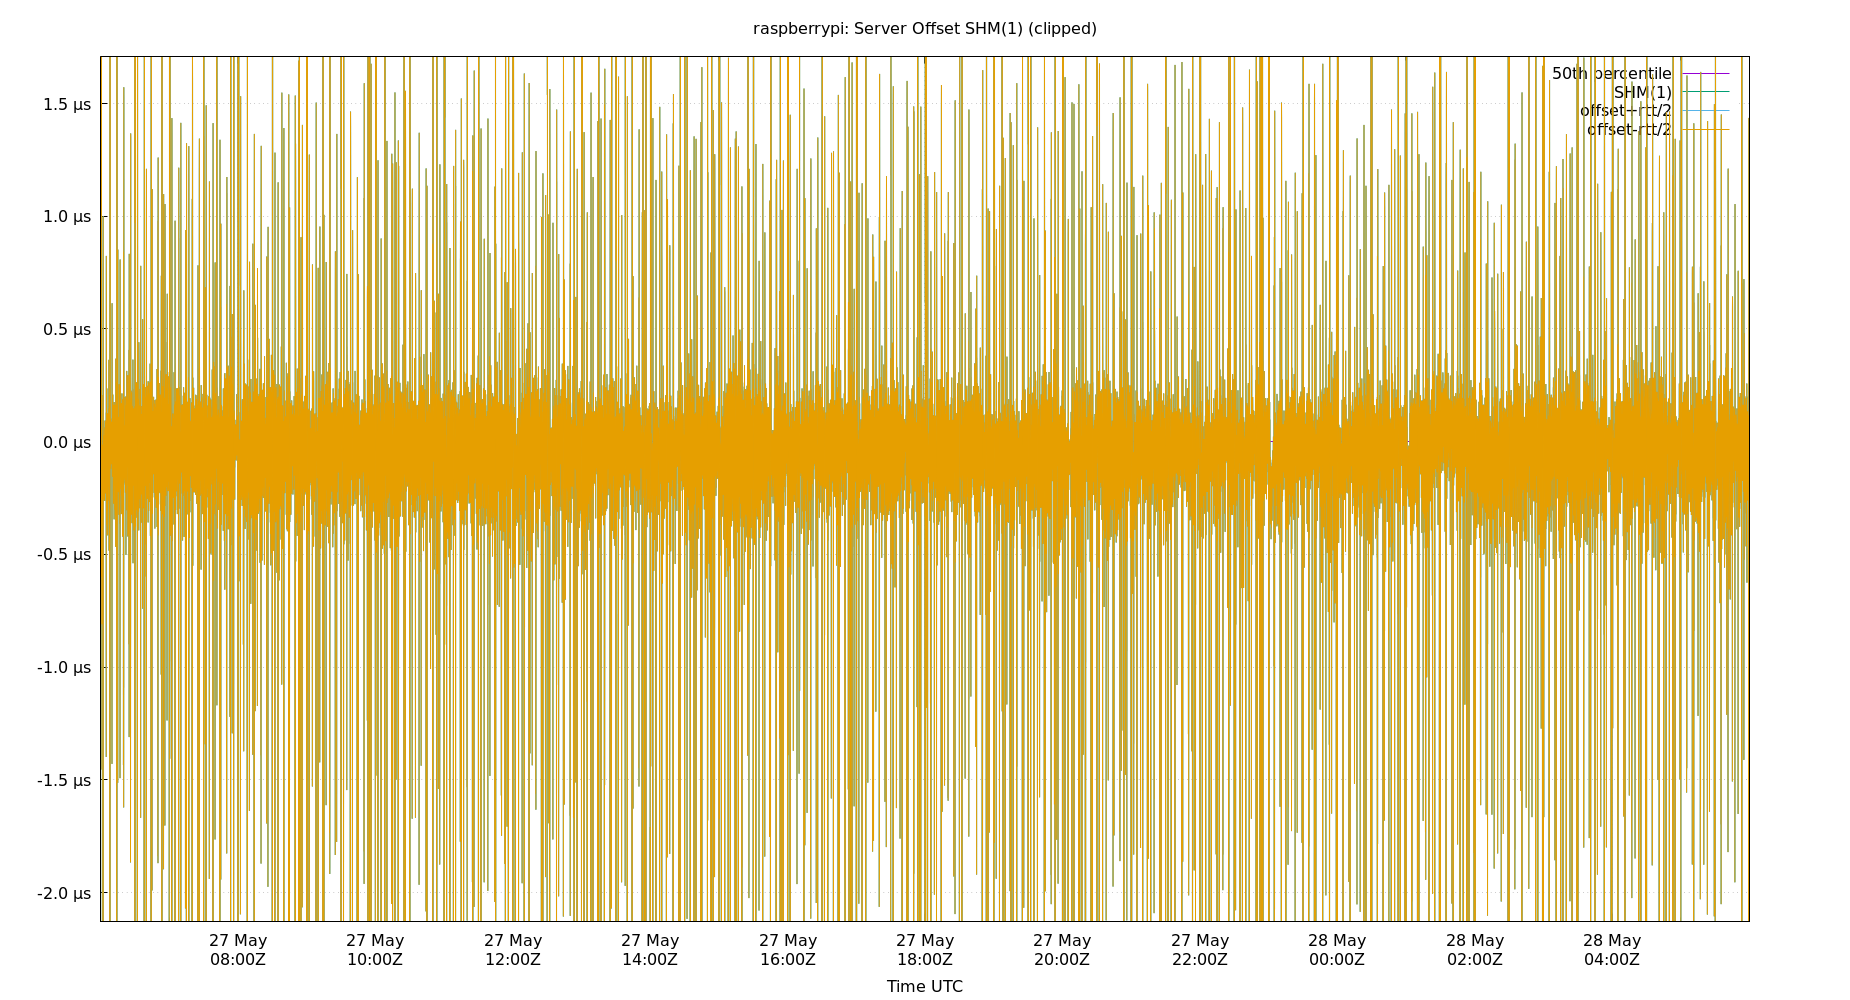 raspberrypi: Server Offset SHM(1) (clipped)
50th percentile
SHM(1)
offset+rtt/2
offset-rtt/2
1.5 µs
1.0 µs
0.5 µs
0.0 µs
-0.5 µs
-1.0 µs
-1.5 µs
-2.0 µs
27 May 27 May 27 May 27 May 27 May 27 May 27 May 27 May 28 May 28 May 28 May
08:00Z 10:00Z 12:00Z 14:00Z 16:00Z 18:00Z 20:00Z 22:00Z 00:00Z 02:00Z 04:00Z
Time UTC